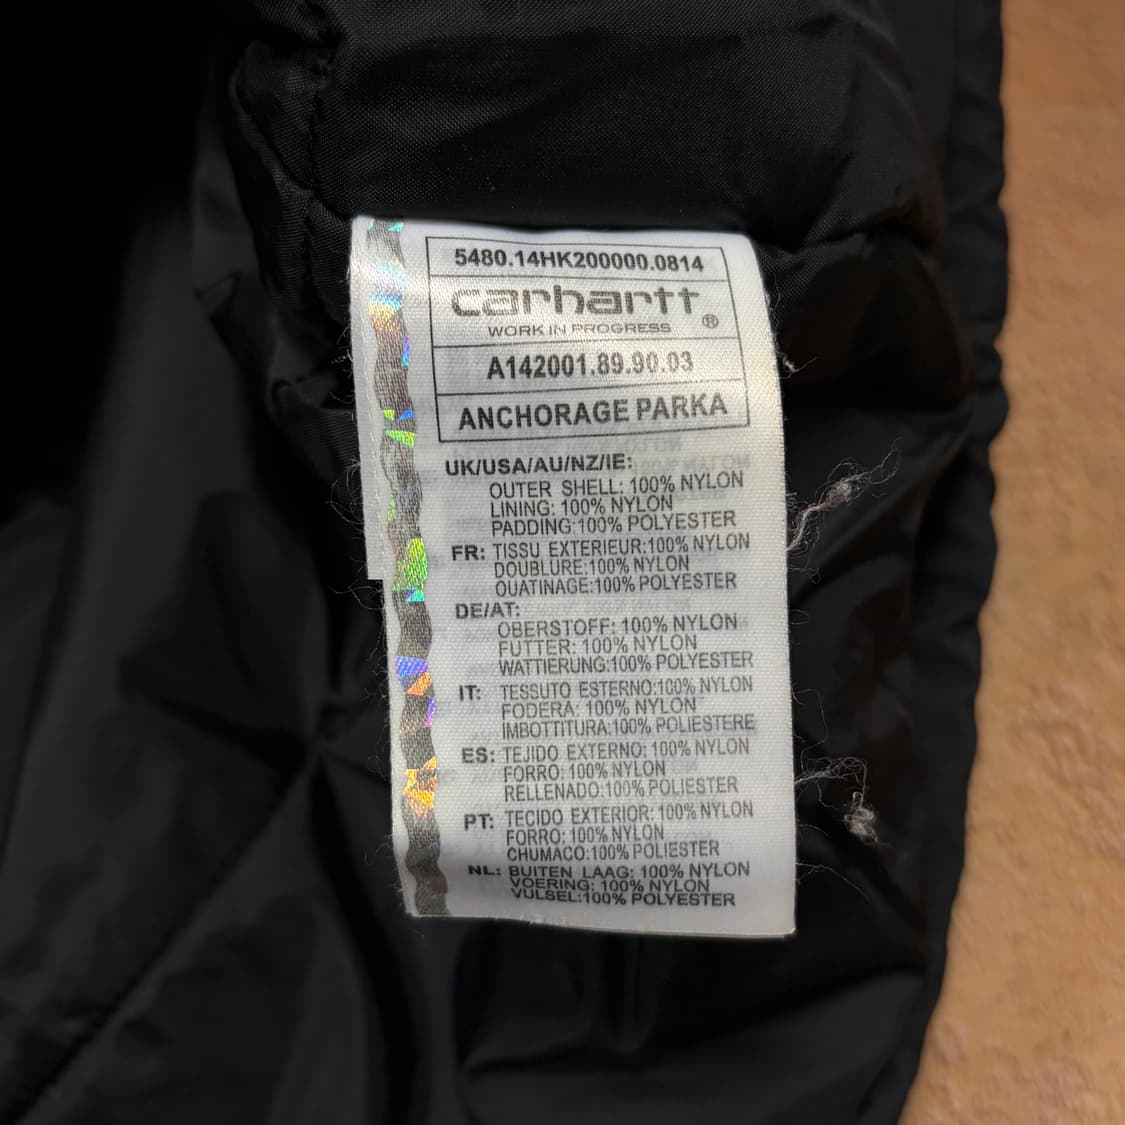 5480.14HK200000.0814
carhartt®
WORK IN PROGRESS
A142001.89.90.03
ANCHORAGE PARKA
UK/USA/AU/NZ/IE:
OUTER SHELL: 100% NYLON
LINING: 100% NYLON
PADDING:100% POLYESTER
FR: TISSU EXTERIEUR:100% NYLON
DOUBLURE:100% NYLON
OUATINAGE:100% POLYESTER
DE/AT:
OBERSTOFF: 100% NYLON
FUTTER: 100% NYLON
WATTIERUNG:100% POLYESTER
IT: TESSUTO ESTERNO:100% NYLON
FODERA: 100% NYLON
IMBOTTITURA:100% POLIESTERE
ES: TEJIDO EXTERNO: 100% NYLON
FORRO: 100% NYLON
RELLENADO:100% POLIESTER
PT: TECIDO EXTERIOR: 100% NYLON
FORRO: 100% NYLON
CHUMACO:100% POLIESTER
NL: BUITEN LAAG: 100% NYLON
VOERING: 100% NYLON
VULSEL:100% POLYESTER